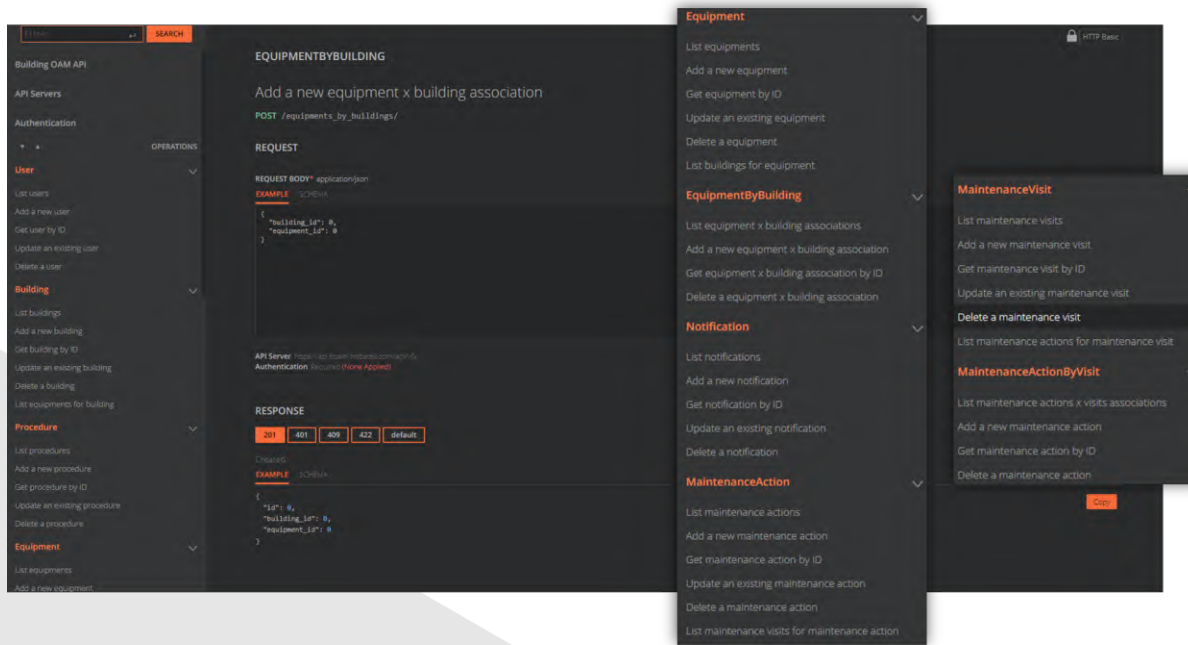 Filter
SEARCH
Building OAM API
API Servers
Authentication
OPERATIONS
User
List users
Add a new user
Get user by ID
Update an existing user
Delete a user
Building
List buildings
Add a new building
Get building by ID
Update an existing building
Delete a building
List equipments for building
Procedure
List procedures
Add a new procedure
Get procedure by ID
Update an existing procedure
Delete a procedure
Equipment
List equipments
Add a new equipment
EQUIPMENTBYBUILDING
Add a new equipment x building association
POST /equipments_by_buildings/
REQUEST
REQUEST BODY* application/json
EXAMPLE SCHEMA
{
"building_id": 0,
"equipment_id": 0
}
API Server
Authentication Required (None Applied)
RESPONSE
201 401 409 422 default
Created
EXAMPLE SCHEMA
{
"id": 0,
"building_id": 0,
"equipment_id": 0
}
HTTP Basic
Copy
Equipment
List equipments
Add a new equipment
Get equipment by ID
Update an existing equipment
Delete a equipment
List buildings for equipment
EquipmentByBuilding
List equipment x building associations
Add a new equipment x building association
Get equipment x building association by ID
Delete a equipment x building association
Notification
List notifications
Add a new notification
Get notification by ID
Update an existing notification
Delete a notification
MaintenanceAction
List maintenance actions
Add a new maintenance action
Get maintenance action by ID
Update an existing maintenance action
Delete a maintenance action
List maintenance visits for maintenance action
MaintenanceVisit
List maintenance visits
Add a new maintenance visit
Get maintenance visit by ID
Update an existing maintenance visit
Delete a maintenance visit
List maintenance actions for maintenance visit
MaintenanceActionByVisit
List maintenance actions x visits associations
Add a new maintenance action
Get maintenance action by ID
Delete a maintenance action